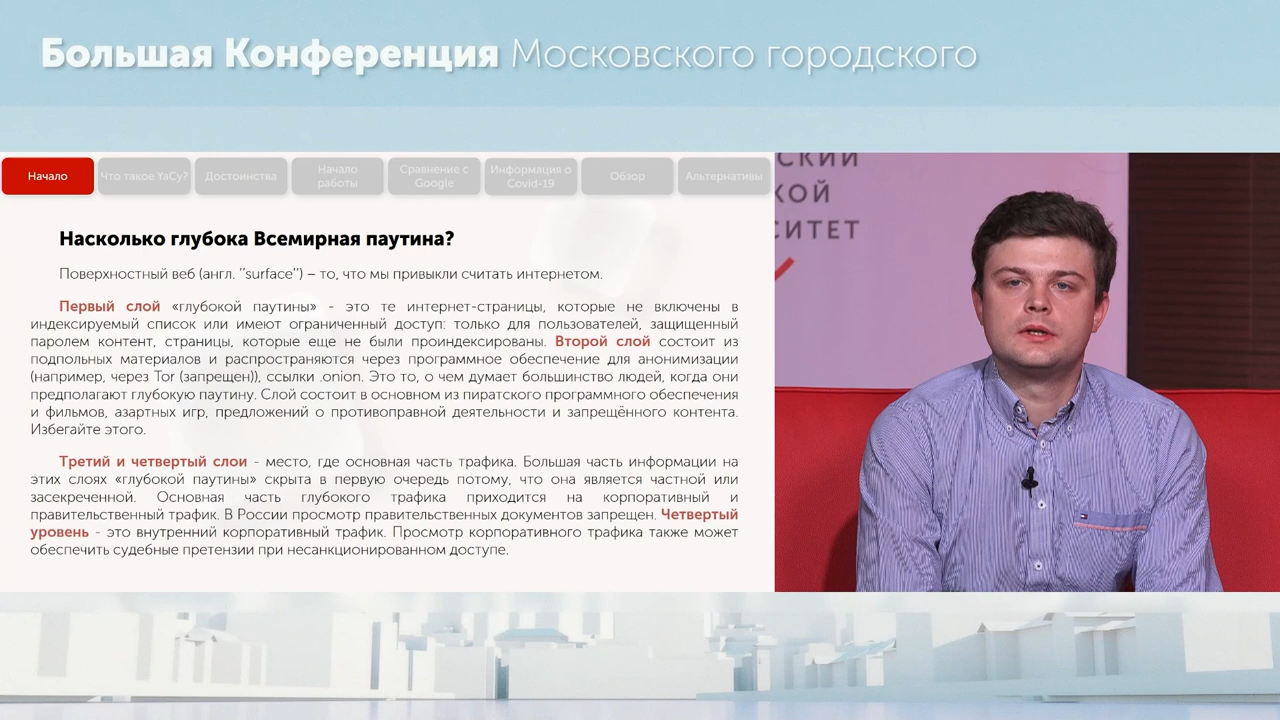 Большая Конференция Московского городского
Начало
Что такое YaCy?
Достоинства
Начало
работы
Сравнение с
Google
Информация о
Covid-19
Обзор
Альтернативы
Насколько глубока Всемирная паутина?
Поверхностный веб (англ. ’’surface’’) – то, что мы привыкли считать интернетом.
Первый слой «глубокой паутины» - это те интернет-страницы, которые не включены в
индексируемый список или имеют ограниченный доступ: только для пользователей, защищенный
паролем контент, страницы, которые еще не были проиндексированы. Второй слой состоит из
подпольных материалов и распространяются через программное обеспечение для анонимизации
(например, через Tor (запрещен)), ссылки .onion. Это то, о чем думает большинство людей, когда они
предполагают глубокую паутину. Слой состоит в основном из пиратского программного обеспечения
и фильмов, азартных игр, предложений о противоправной деятельности и запрещённого контента.
Избегайте этого.
Третий и четвертый слои - место, где основная часть трафика. Большая часть информации на
этих слоях «глубокой паутины» скрыта в первую очередь потому, что она является частной или
засекреченной. Основная часть глубокого трафика приходится на корпоративный и
правительственный трафик. В России просмотр правительственных документов запрещен. Четвертый
уровень - это внутренний корпоративный трафик. Просмотр корпоративного трафика также может
обеспечить судебные претензии при несанкционированном доступе.
СКИЙ
КОЙ
СИТЕТ